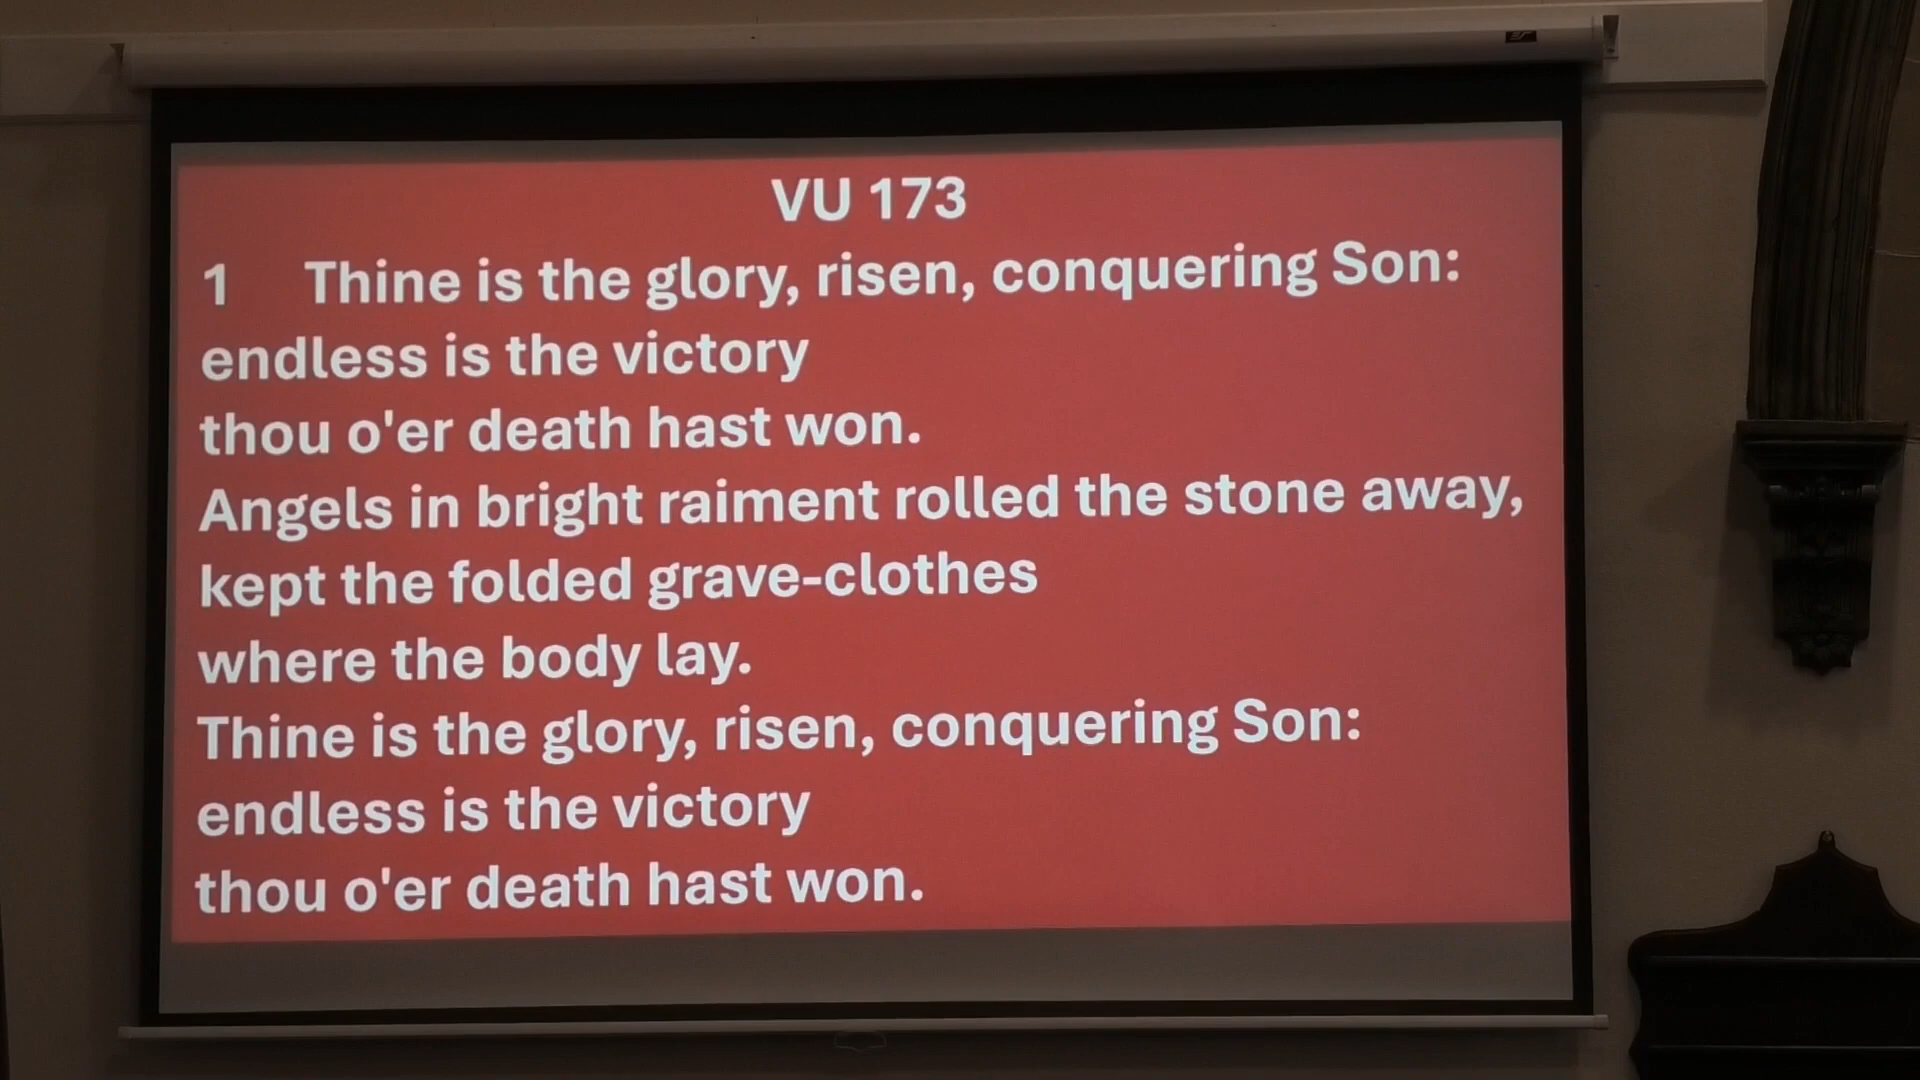 VU 173
1 Thine is the glory, risen, conquering Son:
endless is the victory
thou o'er death hast won.
Angels in bright raiment rolled the stone away,
kept the folded grave-clothes
where the body lay.
Thine is the glory, risen, conquering Son:
endless is the victory
thou o'er death hast won.